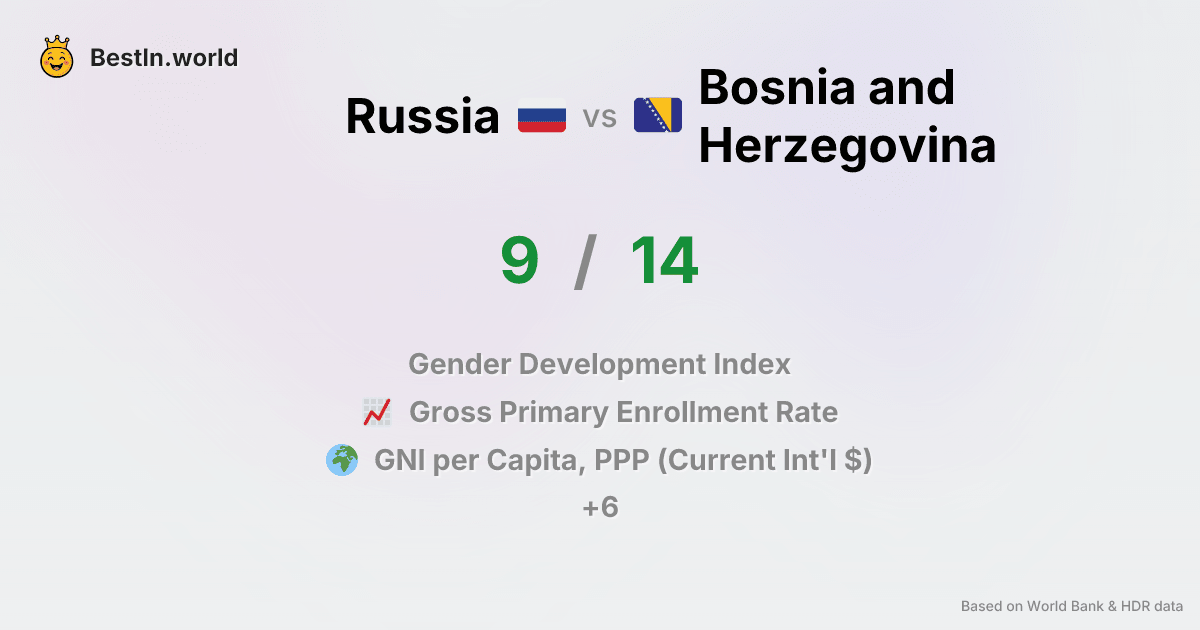 BestIn.world
Russia vs Bosnia and
Herzegovina
9 / 14
Gender Development Index
Gross Primary Enrollment Rate
GNI per Capita, PPP (Current Int'l $)
+6
Based on World Bank & HDR data